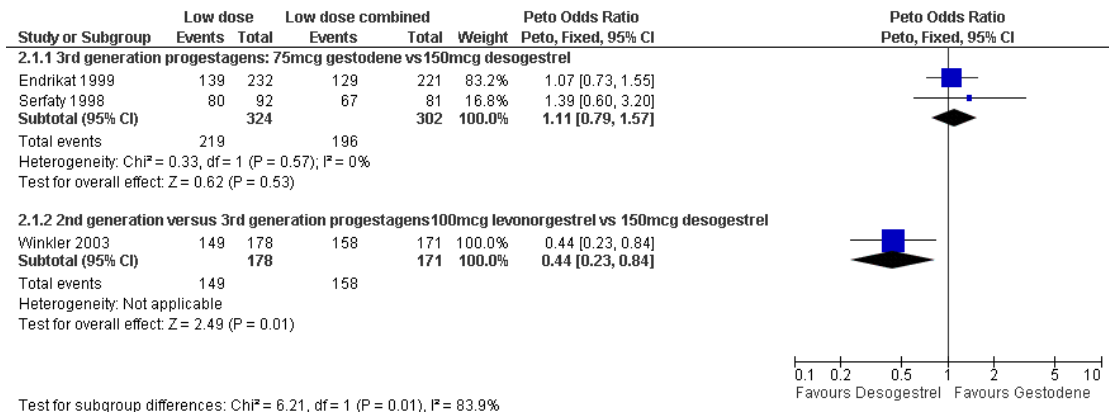 Low dose Low dose combined Peto Odds Ratio Peto Odds Ratio
Study or Subgroup Events Total Events Total Weight Peto, Fixed, 95% CI Peto, Fixed, 95% CI
2.1.1 3rd generation progestagens: 75mcg gestodene vs150mcg desogestrel
Endrikat 1999 139 232 129 221 83.2% 1.07 [0.73, 1.55]
Serfaty 1998 80 92 67 81 16.8% 1.39 [0.60, 3.20]
Subtotal (95% CI) 324 302 100.0% 1.11 [0.79, 1.57]
Total events 219 196
Heterogeneity: Chi² = 0.33, df = 1 (P = 0.57); I² = 0%
Test for overall effect: Z = 0.62 (P = 0.53)
2.1.2 2nd generation versus 3rd generation progestagens100mcg levonorgestrel vs 150mcg desogestrel
Winkler 2003 149 178 158 171 100.0% 0.44 [0.23, 0.84]
Subtotal (95% CI) 178 171 100.0% 0.44 [0.23, 0.84]
Total events 149 158
Heterogeneity: Not applicable
Test for overall effect: Z = 2.49 (P = 0.01)
0.1 0.2 0.5 1 2 5 10
Favours Desogestrel Favours Gestodene
Test for subgroup differences: Chi² = 6.21, df = 1 (P = 0.01), I² = 83.9%